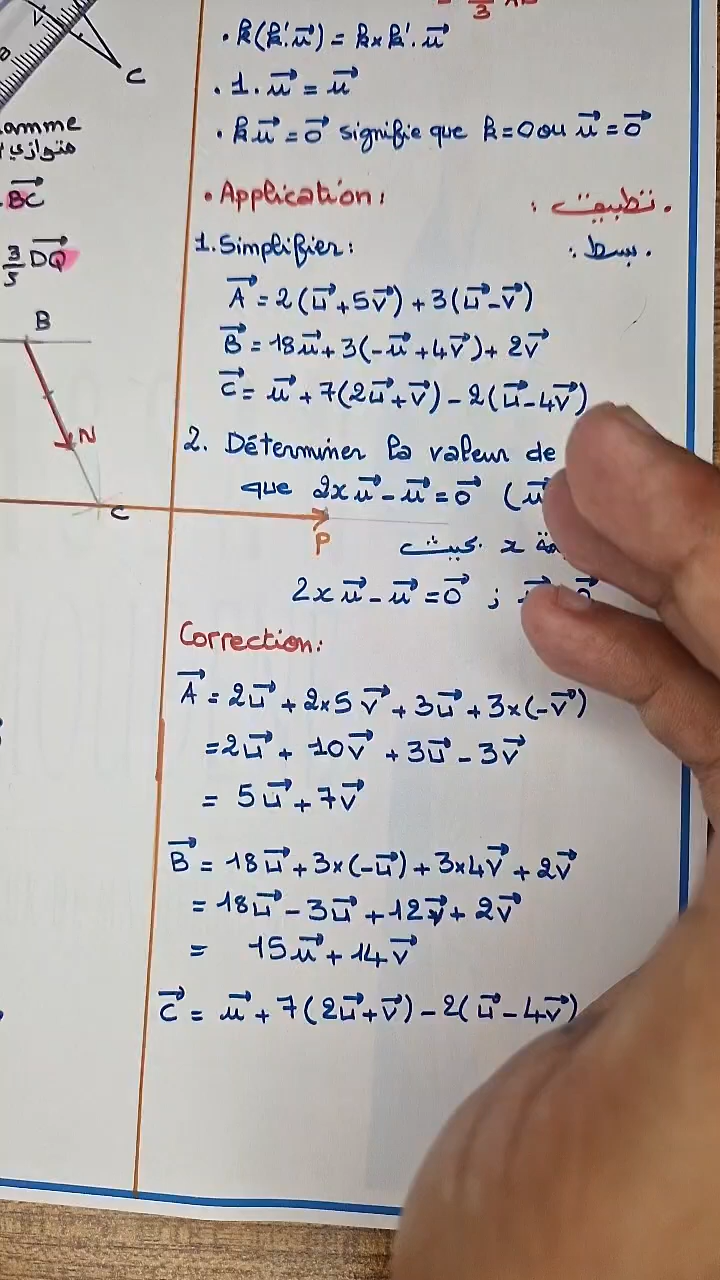 C
amme
متوازي
BC
3/5 DQ
B
N
C
P
3
• k(k'.u⃗) = k×k'.u⃗
• 1.u⃗ = u⃗
• k.u⃗ = 0⃗ signifie que k=0 ou u⃗ = 0⃗
• Application:
• تطبيق :
1. Simplifier:
• بسط :
A⃗ = 2(u⃗+5v⃗)+3(u⃗-v⃗)
B⃗ = 18u⃗+3(-u⃗+4v⃗)+2v⃗
C⃗ = u⃗+7(2u⃗+v⃗)-2(u⃗-4v⃗)
2. Déterminer la valeur de
que 2xu⃗-u⃗=0⃗ (u⃗
x بحيث
2xu⃗-u⃗=0⃗ ;
Correction:
A⃗ = 2u⃗+2×5v⃗+3u⃗+3×(-v⃗)
=2u⃗+10v⃗+3u⃗-3v⃗
= 5u⃗+7v⃗
B⃗ = 18u⃗+3×(-u⃗)+3×4v⃗+2v⃗
= 18u⃗-3u⃗+12v⃗+2v⃗
= 15u⃗+14v⃗
C⃗ = u⃗+7(2u⃗+v⃗)-2(u⃗-4v⃗)